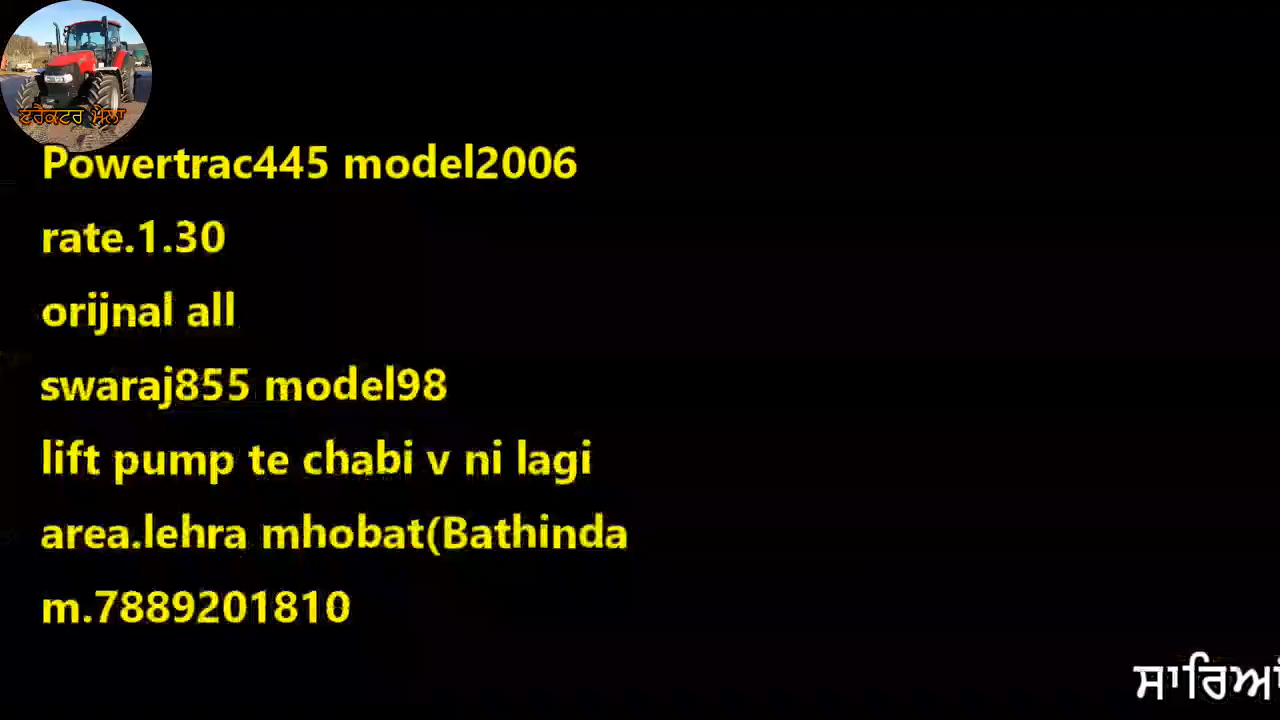 ਟਰੈਕਟਰ ਮੇਲਾ
Powertrac445 model2006
rate.1.30
orijnal all
swaraj855 model98
lift pump te chabi v ni lagi
area.lehra mhobat(Bathinda
m.7889201810
ਸਾਰਿਆਂ